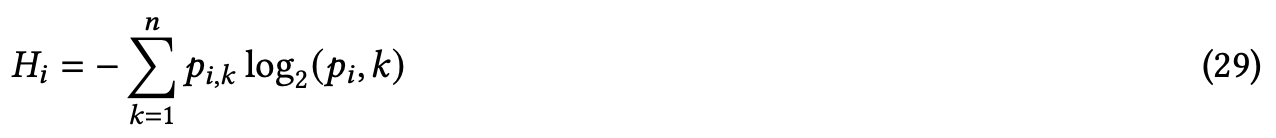 $H_i = -\sum_{k=1}^{n} p_{i,k} \log_2(p_i, k)$ (29)